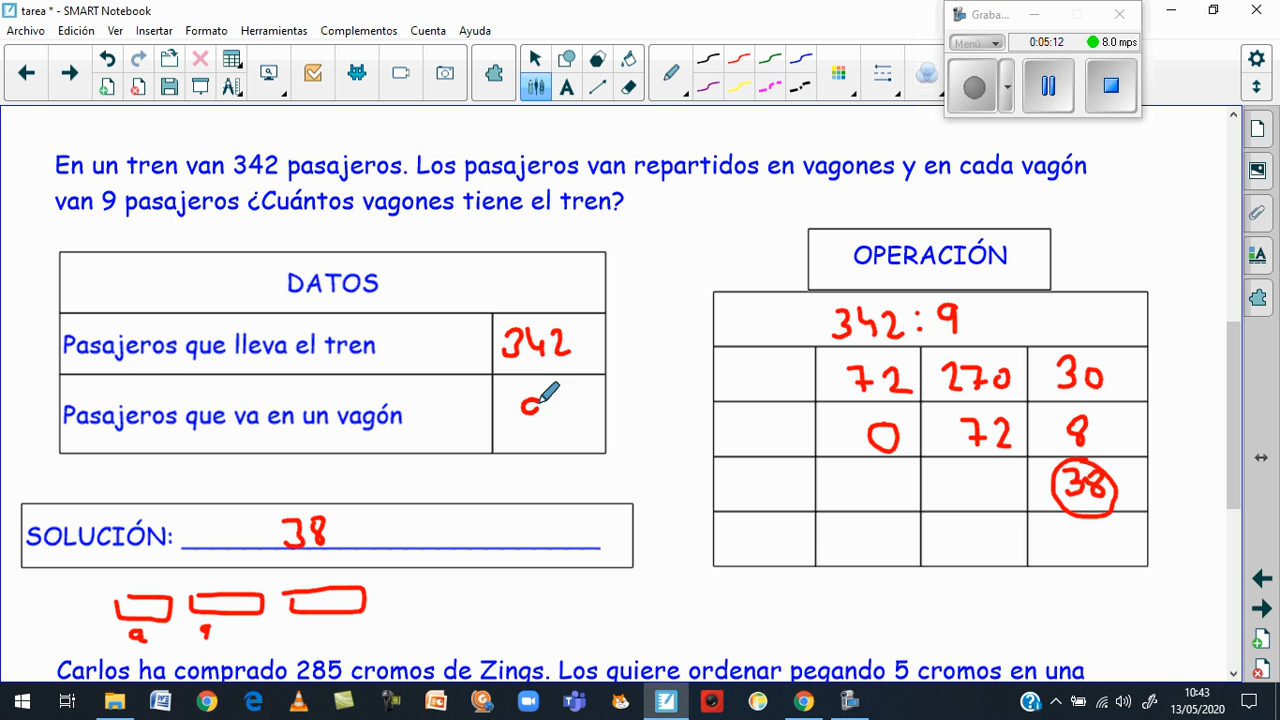 tarea * - SMART Notebook
Graba...
Archivo Edición Ver Insertar Formato Herramientas Complementos Cuenta Ayuda
Menú 0:05:12 8.0 mps
En un tren van 342 pasajeros. Los pasajeros van repartidos en vagones y en cada vagón
van 9 pasajeros ¿Cuántos vagones tiene el tren?
OPERACIÓN
DATOS
342 : 9
Pasajeros que lleva el tren 342
72 270 30
Pasajeros que va en un vagón
0 72 8
38
SOLUCIÓN: 38
9
Carlos ha comprado 285 cromos de Zings. Los quiere ordenar pegando 5 cromos en una
10:43
13/05/2020